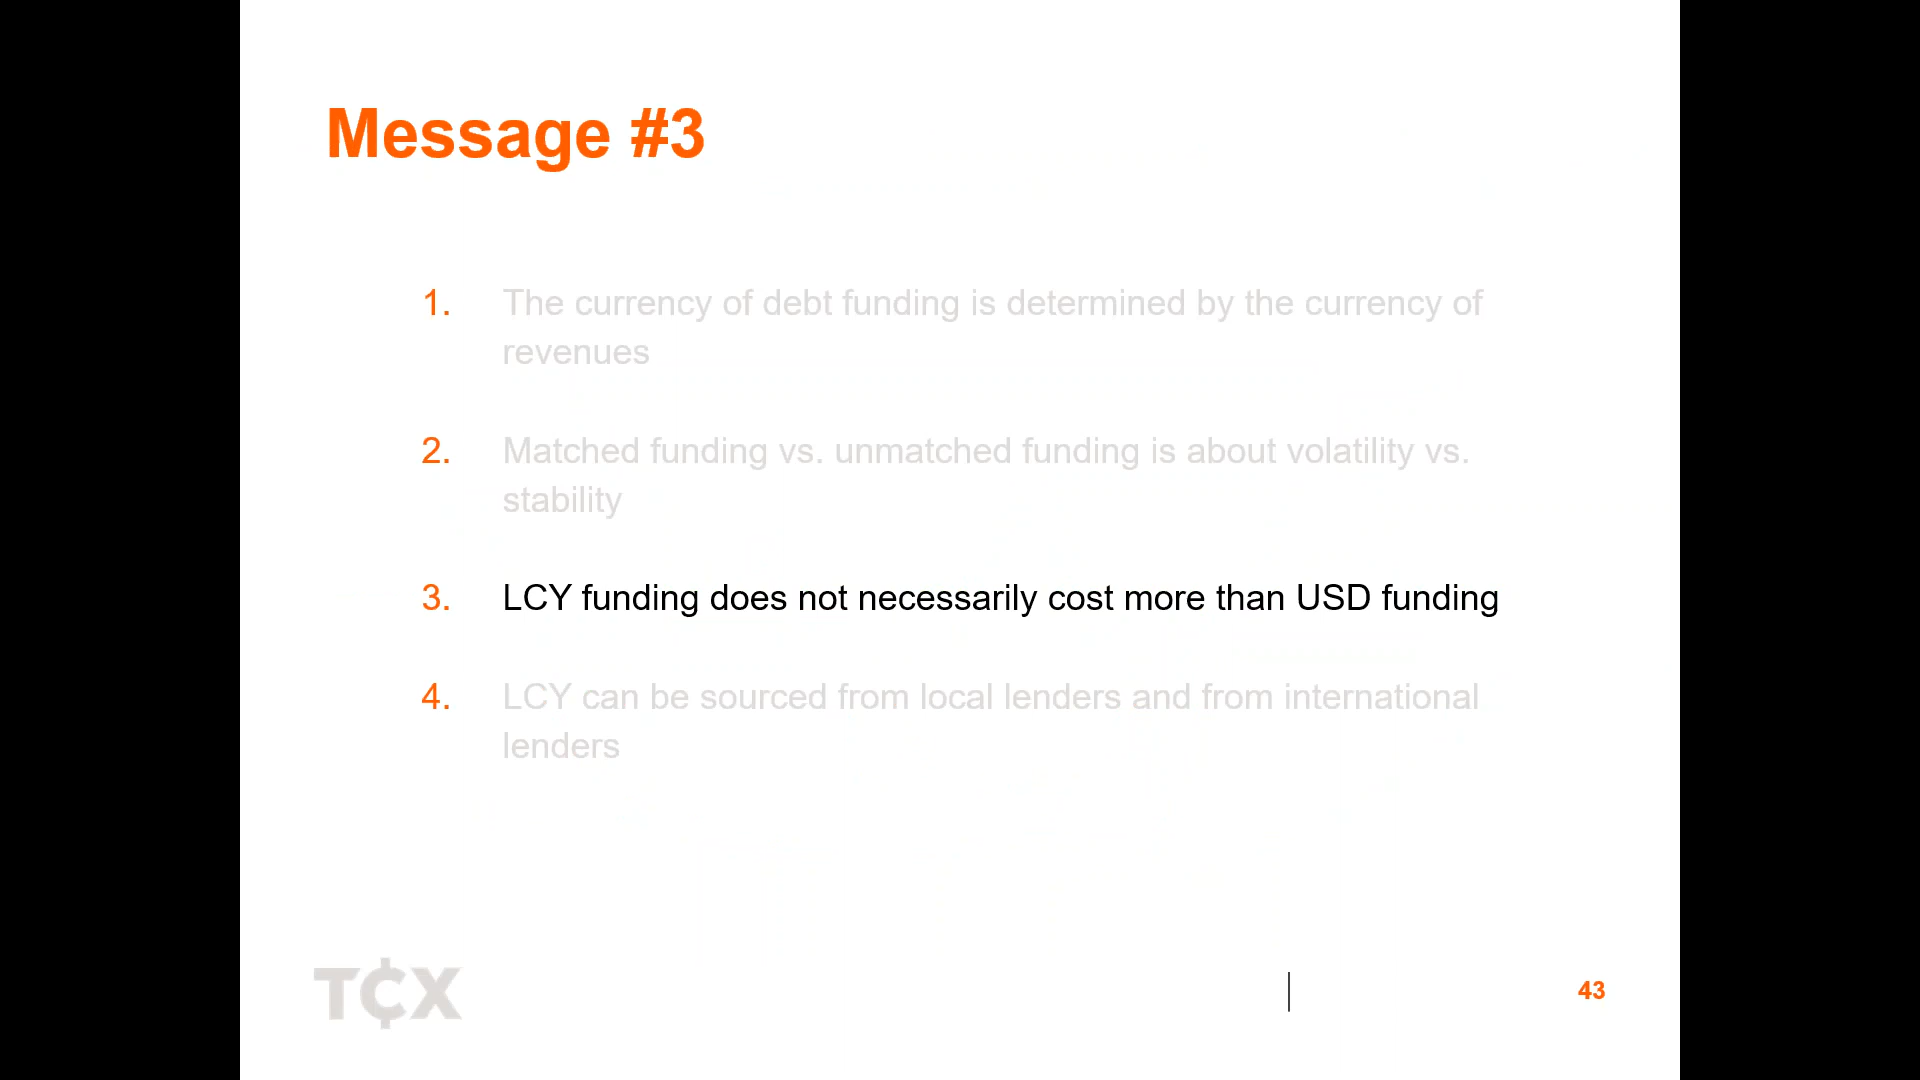 Message #3
1. The currency of debt funding is determined by the currency of
revenues
2. Matched funding vs. unmatched funding is about volatility vs.
stability
3. LCY funding does not necessarily cost more than USD funding
4. LCY can be sourced from local lenders and from international
lenders
TCX
43